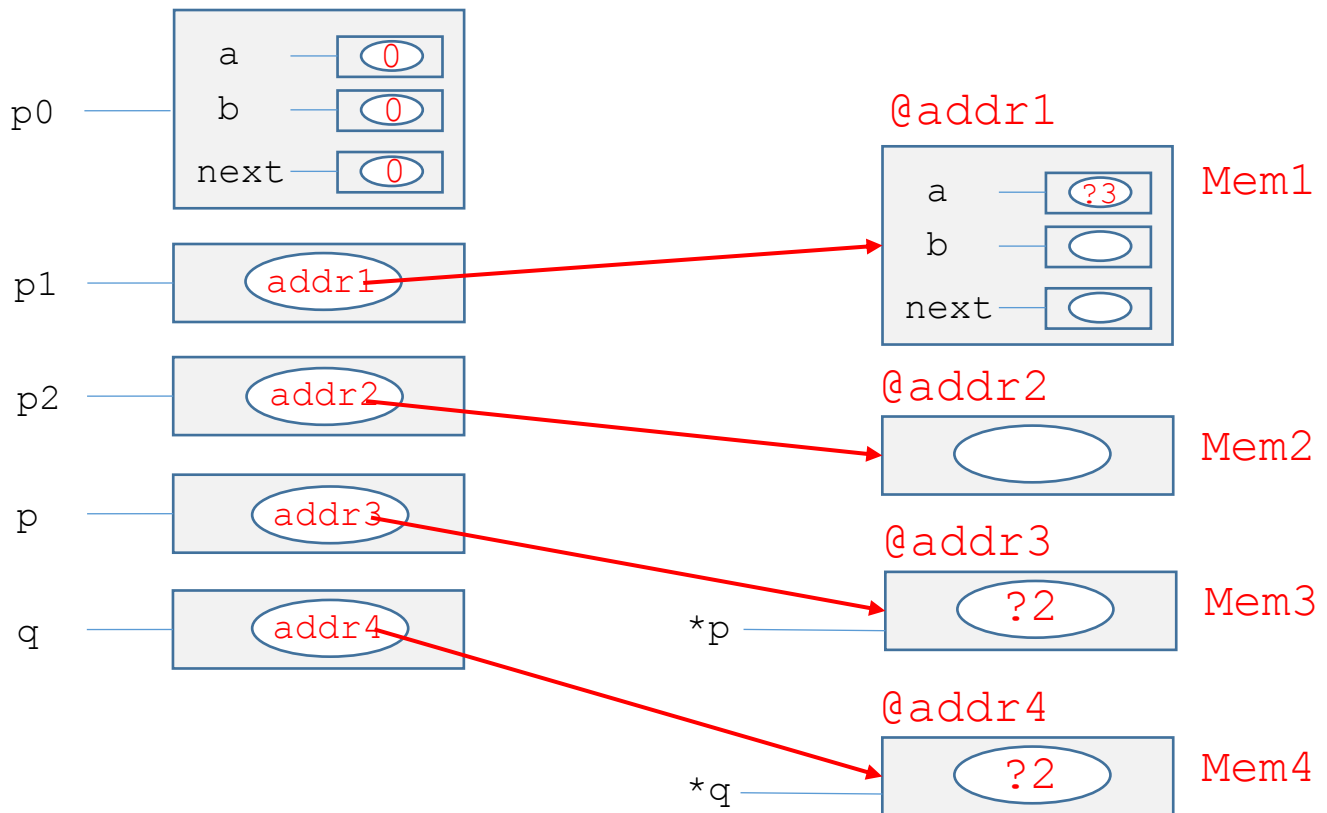 a 0
p0 b 0
next 0
p1 addr1
p2 addr2
p addr3
q addr4
@addr1
Mem1
a ?3
b
next
@addr2
Mem2
@addr3
Mem3
*p ?2
@addr4
Mem4
*q ?2